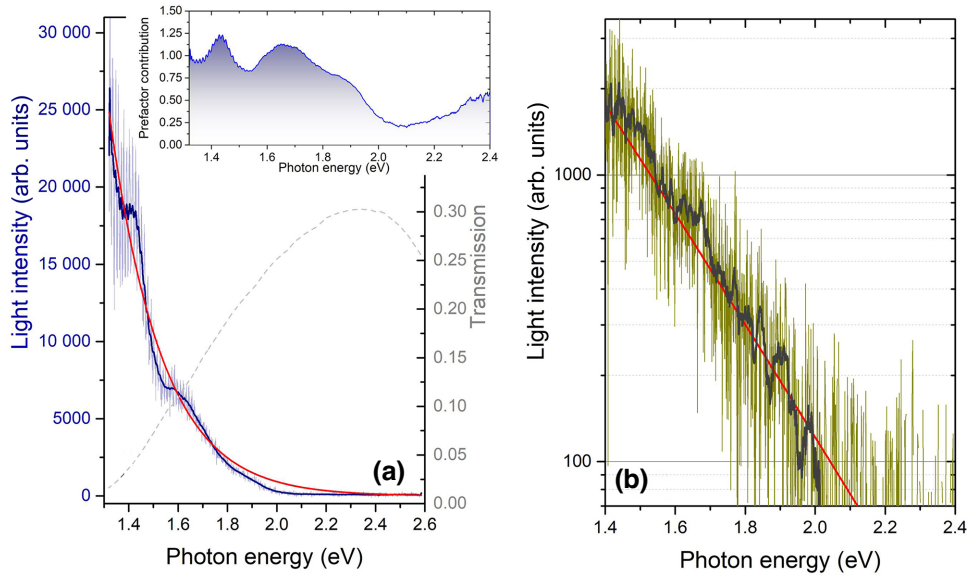 1.50
1.25
1.00
0.75
0.50
0.25
0.00
Prefactor contribution
1.4 1.6 1.8 2.0 2.2 2.4
Photon energy (eV)
30 000
25 000
20 000
15 000
10 000
5000
0
Light intensity (arb. units)
0.30
0.25
0.20
0.15
0.10
0.05
0.00
Transmission
(a)
1.4 1.6 1.8 2.0 2.2 2.4 2.6
Photon energy (eV)
1000
100
Light intensity (arb. units)
(b)
1.4 1.6 1.8 2.0 2.2 2.4
Photon energy (eV)